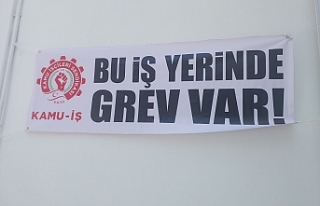 BU İŞ YERİNDE
GREV VAR!
KAMU-İŞ